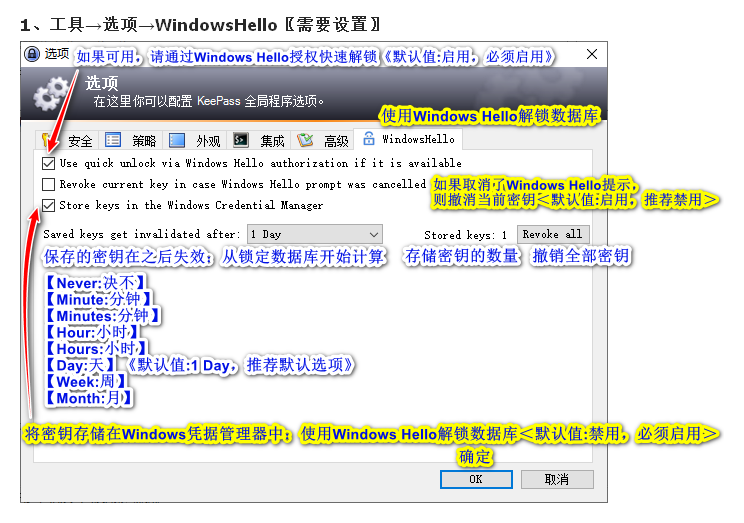 1、工具→选项→WindowsHello〖需要设置〗
选项 如果可用，请通过Windows Hello授权快速解锁《默认值:启用，必须启用》
选项
在这里你可以配置 KeePass 全局程序选项。
使用Windows Hello解锁数据库
安全 策略 外观 集成 高级 WindowsHello
Use quick unlock via Windows Hello authorization if it is available
Revoke current key in case Windows Hello prompt was cancelled
如果取消了Windows Hello提示，
则撤消当前密钥＜默认值:启用，推荐禁用＞
Store keys in the Windows Credential Manager
Saved keys get invalidated after: 1 Day Stored keys: 1 Revoke all
保存的密钥在之后失效；从锁定数据库开始计算 存储密钥的数量 撤销全部密钥
【Never:决不】
【Minute:分钟】
【Minutes:分钟】
【Hour:小时】
【Hours:小时】
【Day:天】《默认值:1 Day，推荐默认选项》
【Week:周】
【Month:月】
将密钥存储在Windows凭据管理器中；使用Windows Hello解锁数据库＜默认值:禁用，必须启用＞
确定
OK 取消